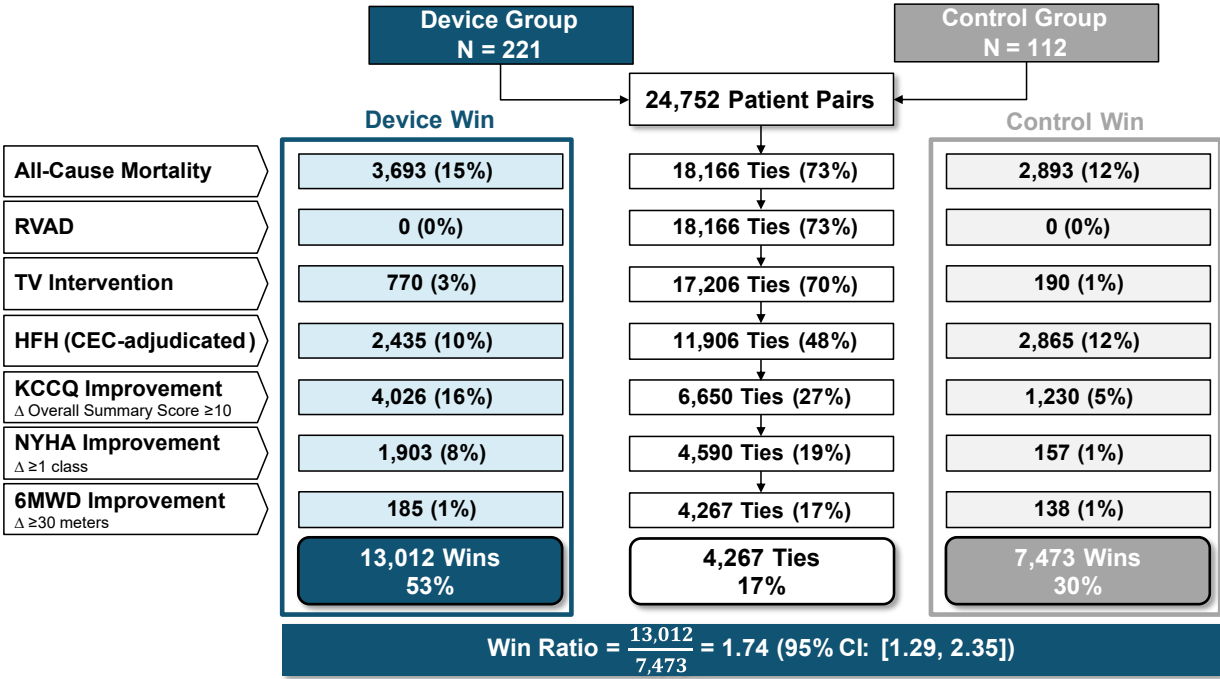 Device Group
N = 221
Control Group
N = 112
24,752 Patient Pairs
Device Win
Control Win
All-Cause Mortality
3,693 (15%)
18,166 Ties (73%)
2,893 (12%)
RVAD
0 (0%)
18,166 Ties (73%)
0 (0%)
TV Intervention
770 (3%)
17,206 Ties (70%)
190 (1%)
HFH (CEC-adjudicated)
2,435 (10%)
11,906 Ties (48%)
2,865 (12%)
KCCQ Improvement
Δ Overall Summary Score ≥10
4,026 (16%)
6,650 Ties (27%)
1,230 (5%)
NYHA Improvement
Δ ≥1 class
1,903 (8%)
4,590 Ties (19%)
157 (1%)
6MWD Improvement
Δ ≥30 meters
185 (1%)
4,267 Ties (17%)
138 (1%)
13,012 Wins
53%
4,267 Ties
17%
7,473 Wins
30%
Win Ratio = 13,012/7,473 = 1.74 (95% CI: [1.29, 2.35])